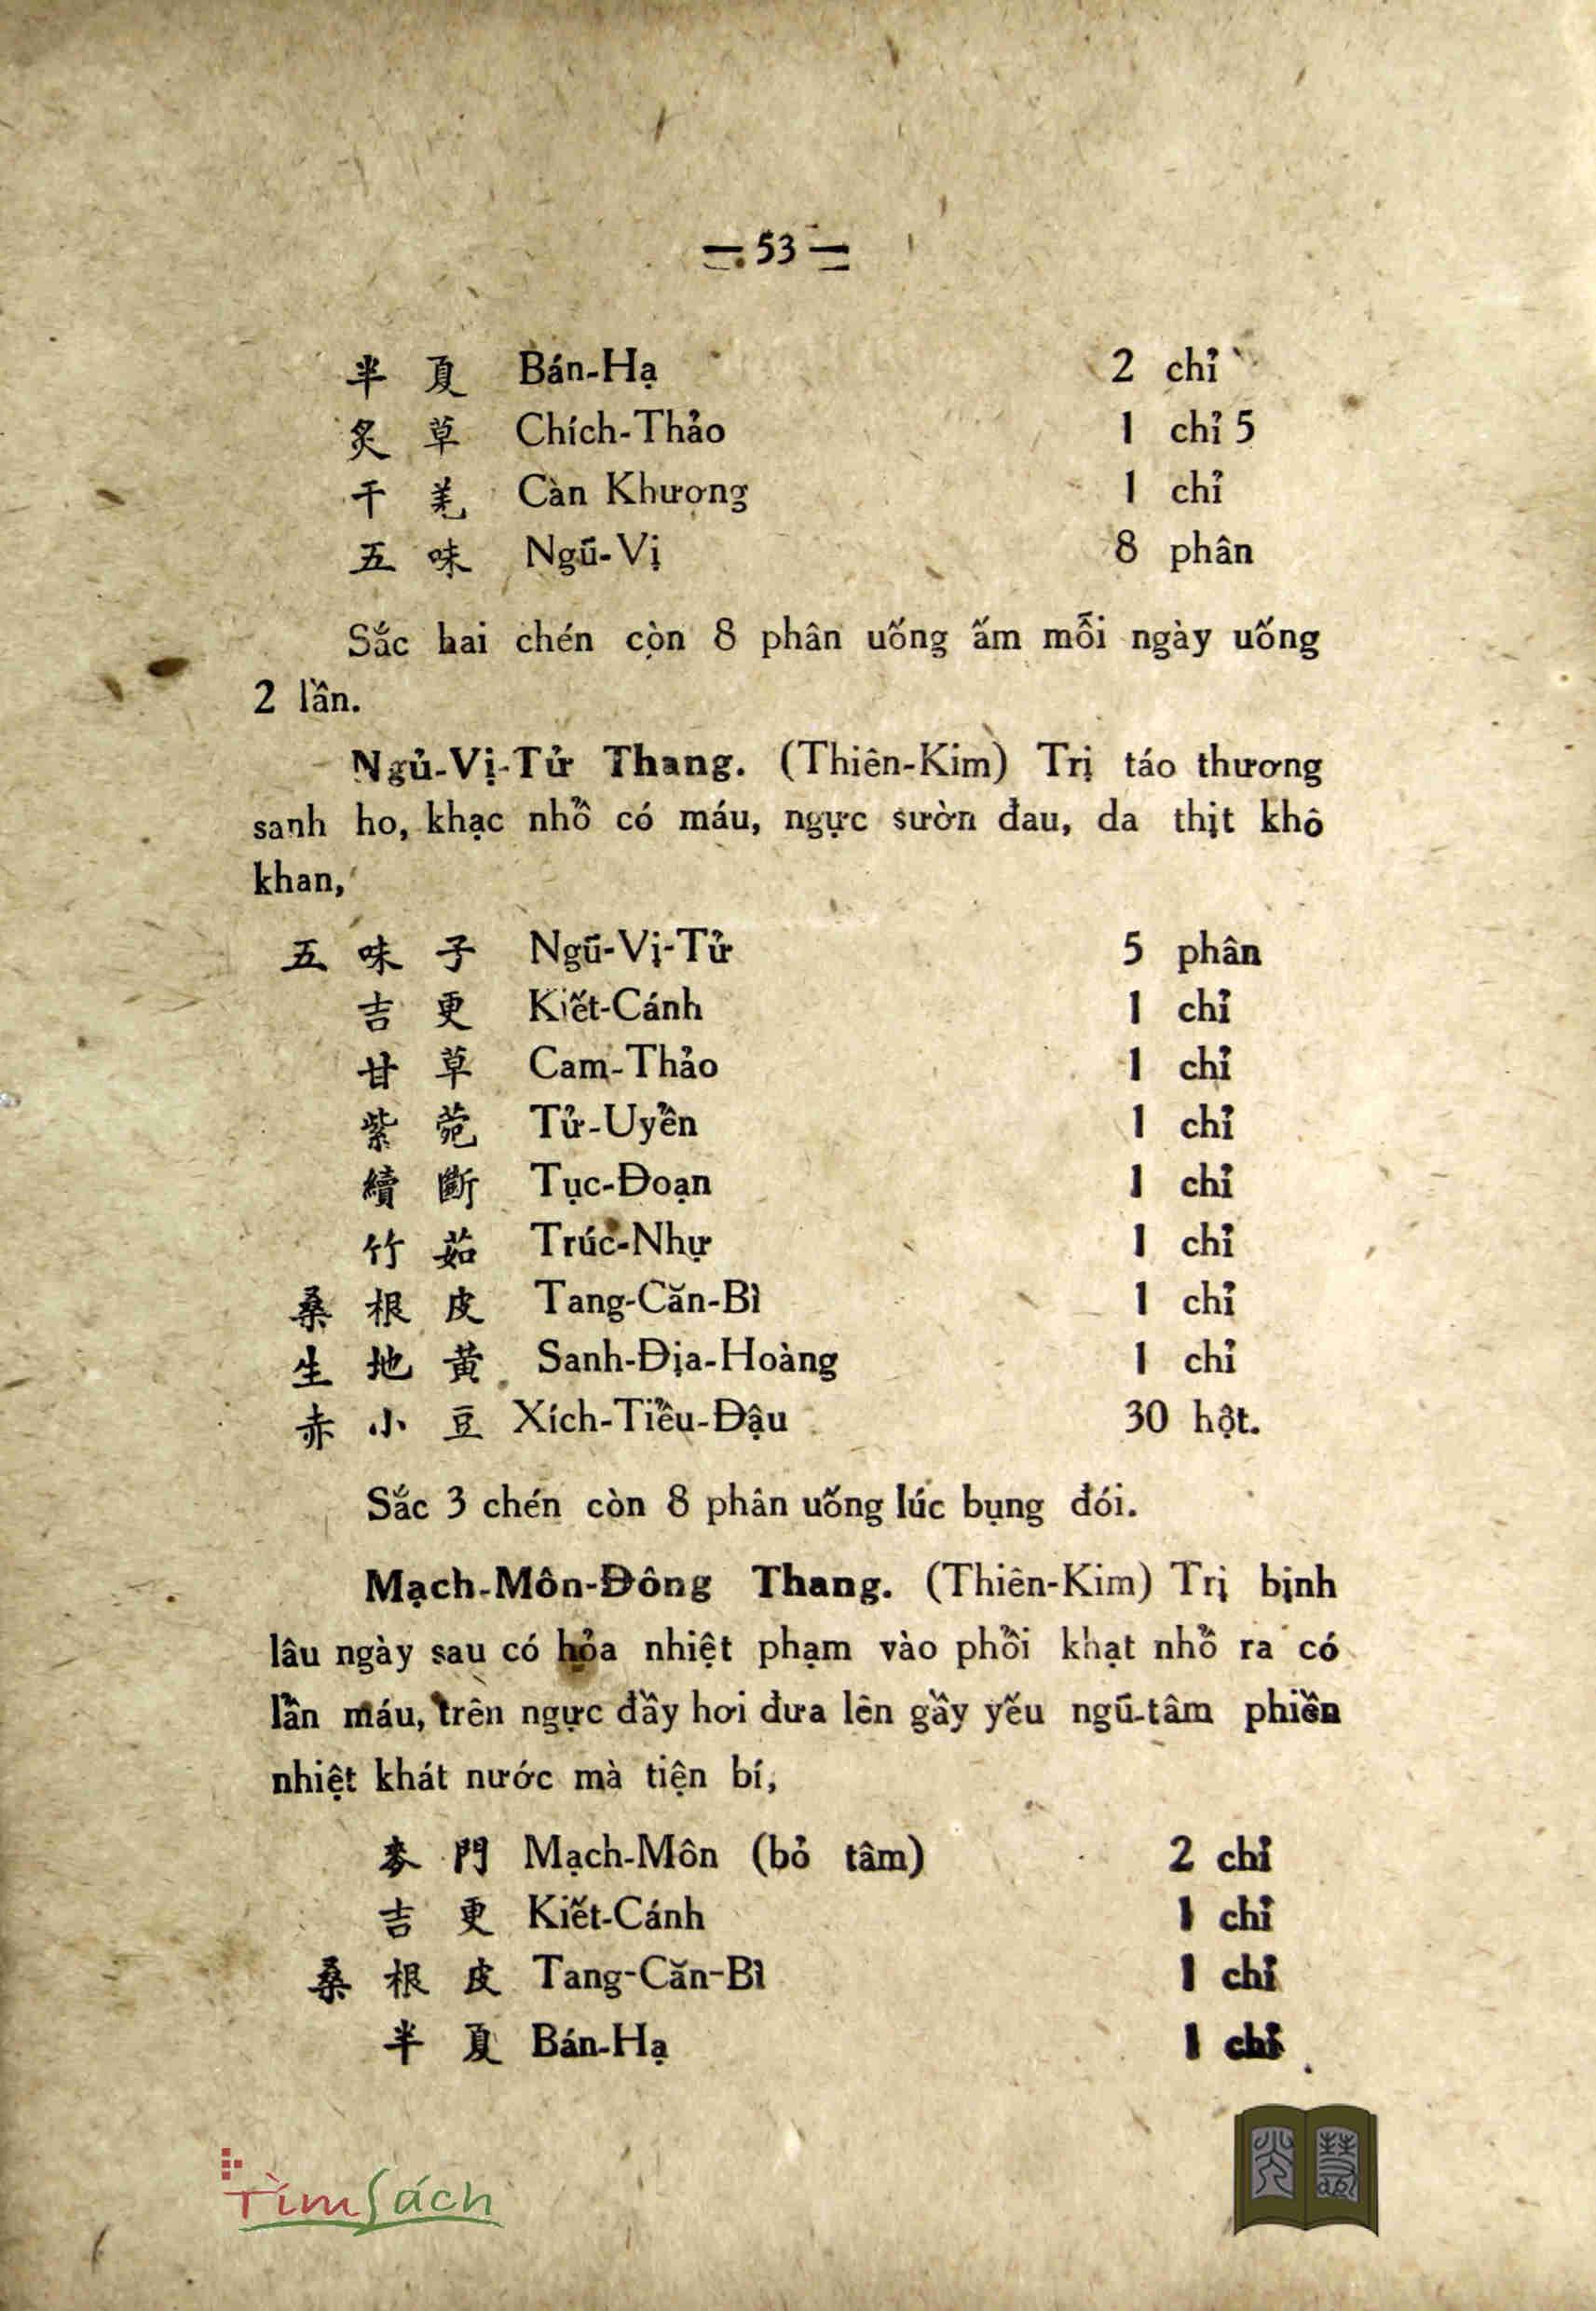 — 53 —
半 夏 Bán-Hạ 2 chỉ
炙 草 Chích-Thảo 1 chỉ 5
干 羌 Càn Khương 1 chỉ
五 味 Ngũ-Vị 8 phân
Sắc hai chén còn 8 phân uống ấm mỗi ngày uống
2 lần.
Ngủ-Vị-Tử Thang. (Thiên-Kim) Trị táo thương
sanh ho, khạc nhổ có máu, ngực sườn đau, da thịt khô
khan,
五 味 子 Ngũ-Vị-Tử 5 phân
吉 更 Kiết-Cánh 1 chỉ
甘 草 Cam-Thảo 1 chỉ
紫 菀 Tử-Uyển 1 chỉ
續 斷 Tục-Đoạn 1 chỉ
竹 茹 Trúc-Nhự 1 chỉ
桑 根 皮 Tang-Căn-Bì 1 chỉ
生 地 黃 Sanh-Địa-Hoàng 1 chỉ
赤 小 豆 Xích-Tiểu-Đậu 30 hột.
Sắc 3 chén còn 8 phân uống lúc bụng đói.
Mạch-Môn-Đông Thang. (Thiên-Kim) Trị bịnh
lâu ngày sau có hỏa nhiệt phạm vào phổi khạt nhổ ra có
lẫn máu, trên ngực đầy hơi đưa lên gầy yếu ngũ-tâm phiền
nhiệt khát nước mà tiện bí,
麥 門 Mạch-Môn (bỏ tâm) 2 chỉ
吉 更 Kiết-Cánh 1 chỉ
桑 根 皮 Tang-Căn-Bì 1 chỉ
半 夏 Bán-Hạ 1 chỉ
TìmSách